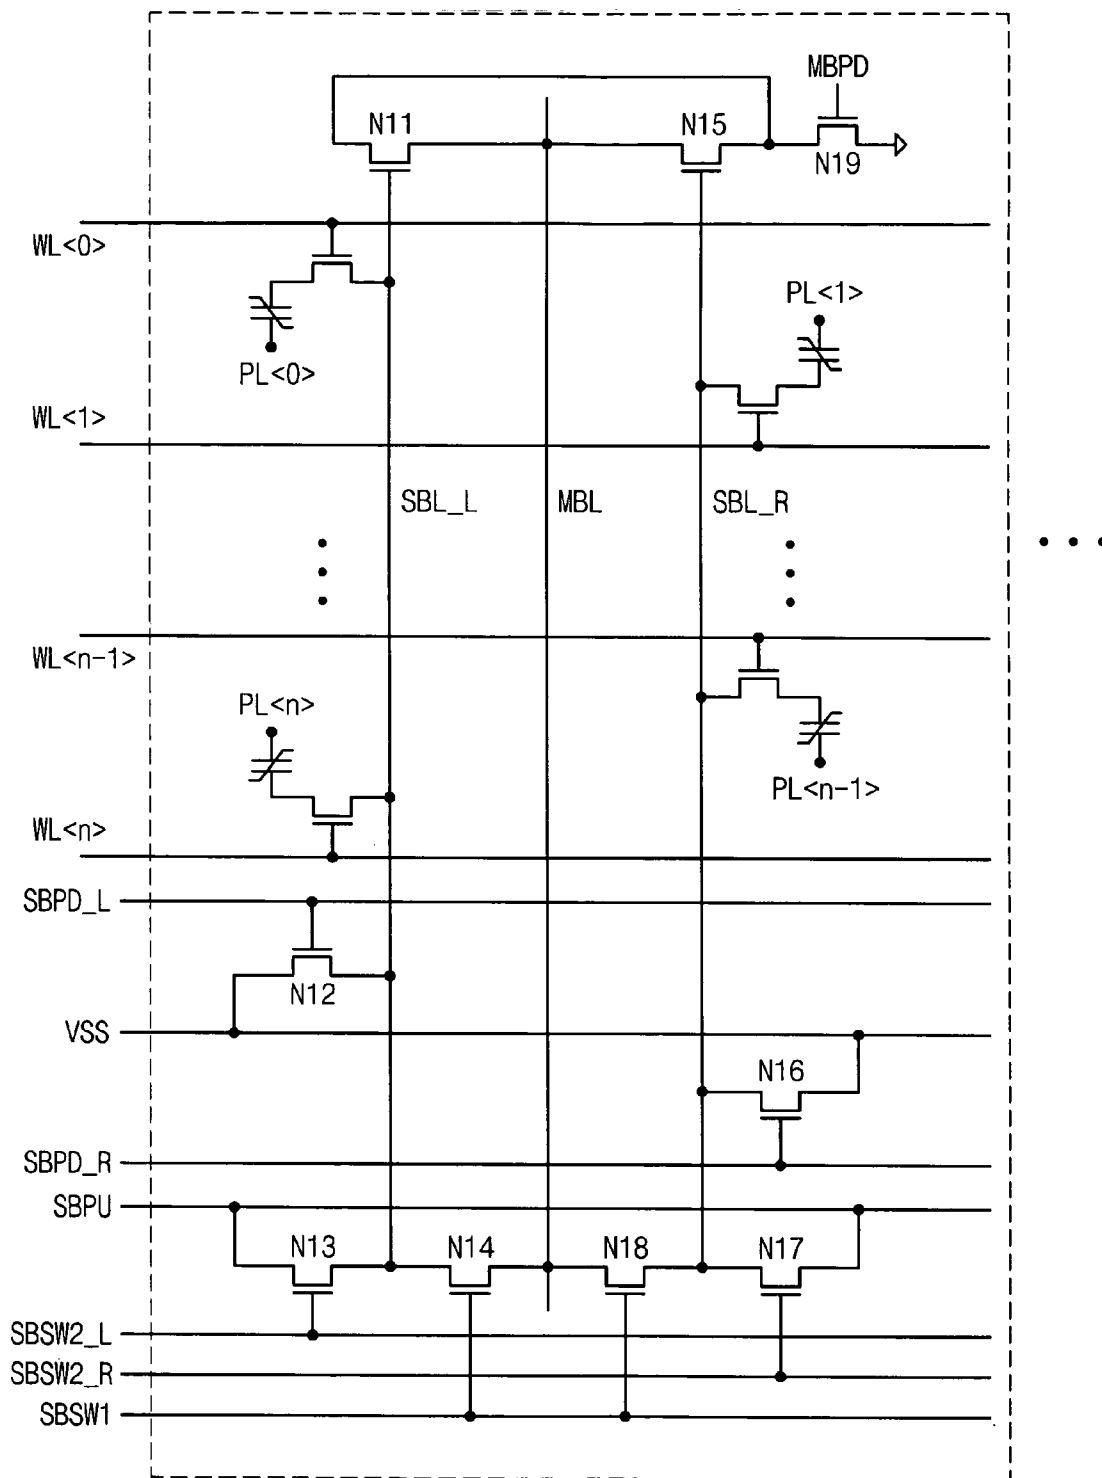 MBPD
N11
N15
N19
WL<0>
PL<1>
PL<0>
WL<1>
SBL_L
MBL
SBL_R
WL<n-1>
PL<n>
PL<n-1>
WL<n>
SBPD_L
N12
VSS
N16
SBPD_R
SBPU
N13
N14
N18
N17
SBSW2_L
SBSW2_R
SBSW1